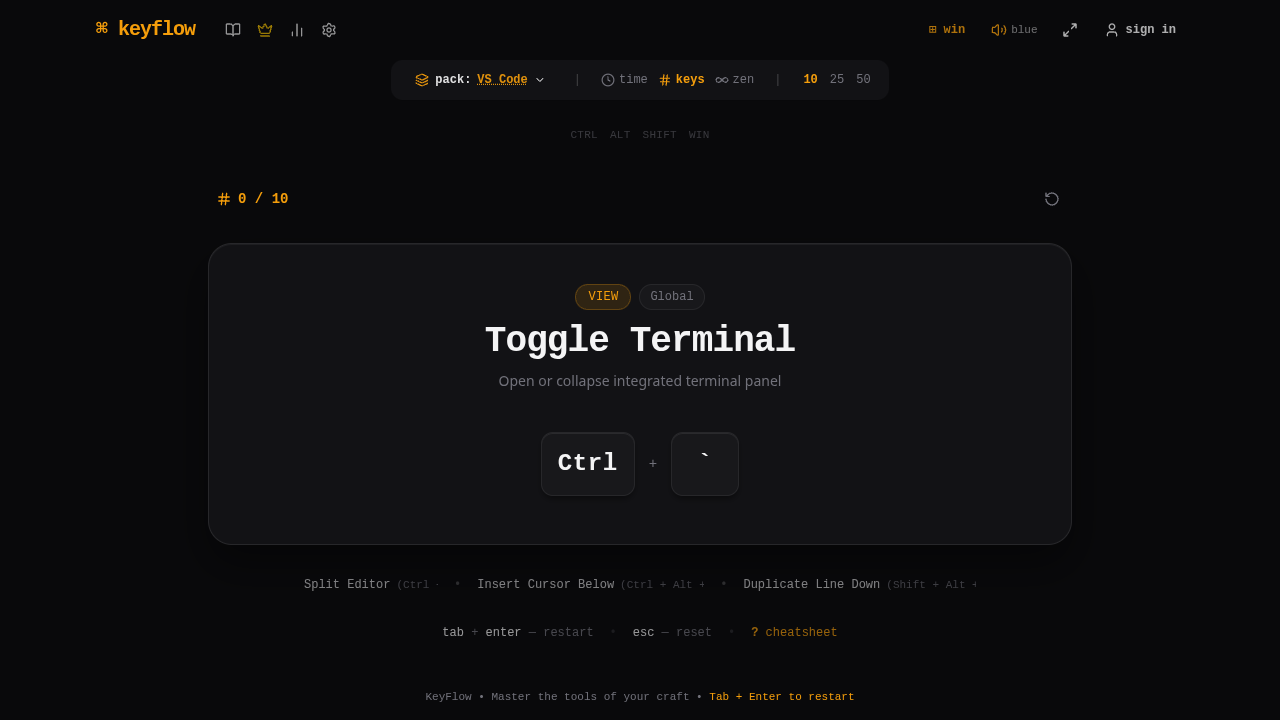 ⌘ keyflow ⊞ win blue sign in
pack: VS Code | time keys zen | 10 25 50
CTRL ALT SHIFT WIN
0 / 10
VIEW Global
Toggle Terminal
Open or collapse integrated terminal panel
Ctrl + `
Split Editor (Ctrl • Insert Cursor Below (Ctrl + Alt + • Duplicate Line Down (Shift + Alt +
tab + enter — restart • esc — reset • ? cheatsheet
KeyFlow • Master the tools of your craft • Tab + Enter to restart